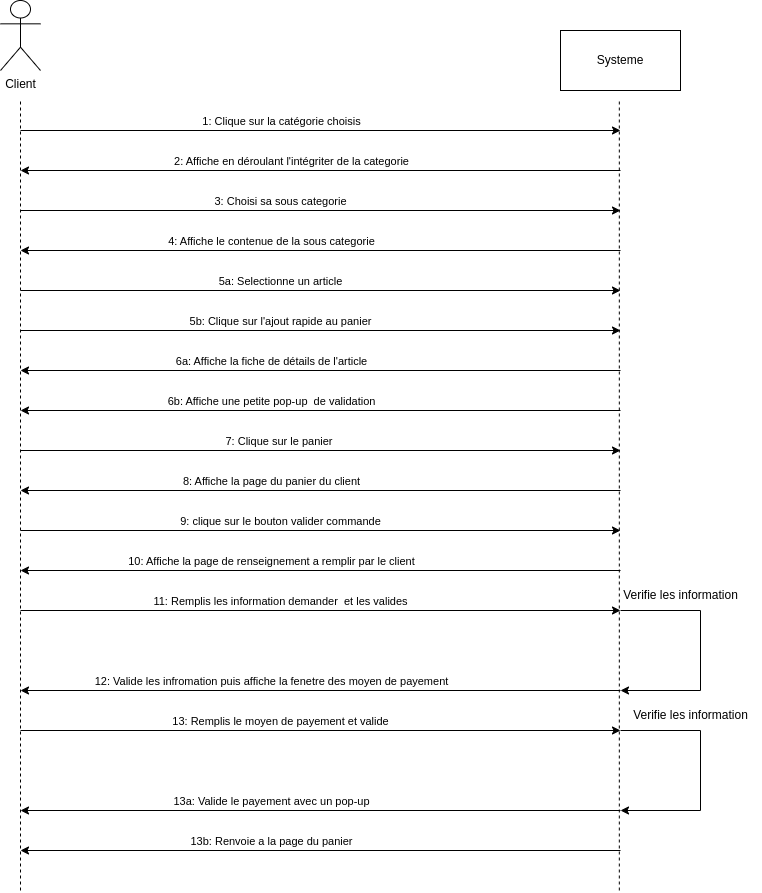 Client
Systeme
1: Clique sur la catégorie choisis
2: Affiche en déroulant l'intégriter de la categorie
3: Choisi sa sous categorie
4: Affiche le contenue de la sous categorie
5a: Selectionne un article
5b: Clique sur l'ajout rapide au panier
6a: Affiche la fiche de détails de l'article
6b: Affiche une petite pop-up  de validation
7: Clique sur le panier
8: Affiche la page du panier du client
9: clique sur le bouton valider commande
10: Affiche la page de renseignement a remplir par le client
11: Remplis les information demander  et les valides
Verifie les information
12: Valide les infromation puis affiche la fenetre des moyen de payement
13: Remplis le moyen de payement et valide
Verifie les information
13a: Valide le payement avec un pop-up
13b: Renvoie a la page du panier